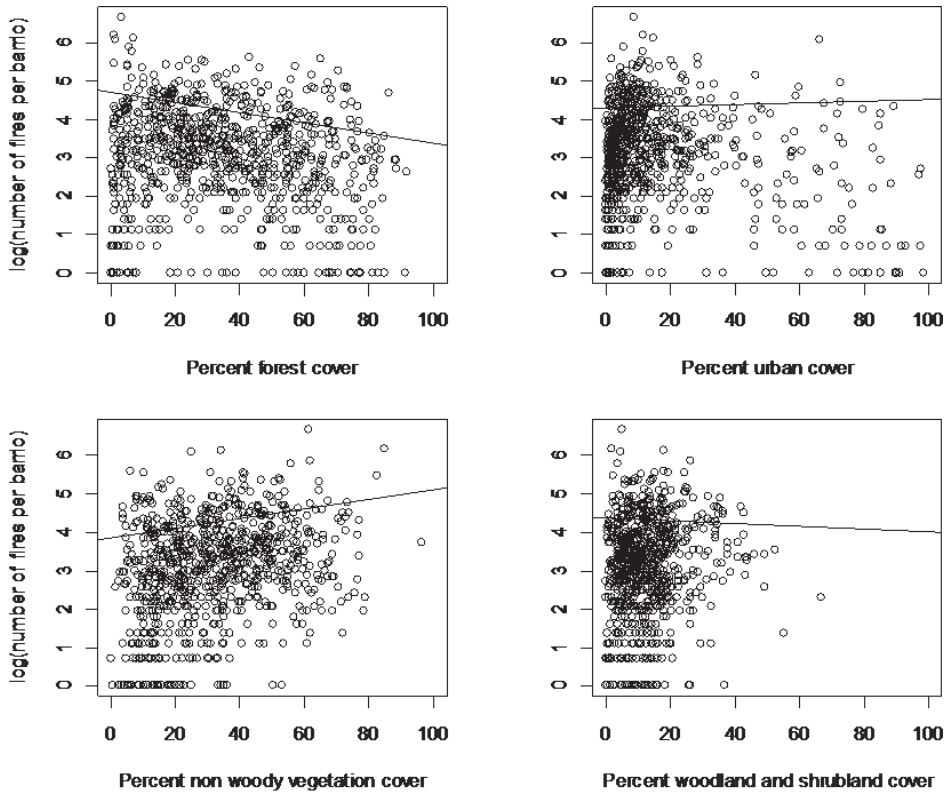 log(number of fires per barrio)
6
5
4
3
2
1
0
0 20 40 60 80 100
Percent forest cover
6
5
4
3
2
1
0
0 20 40 60 80 100
Percent urban cover
log(number of fires per barrio)
6
5
4
3
2
1
0
0 20 40 60 80 100
Percent non woody vegetation cover
6
5
4
3
2
1
0
0 20 40 60 80 100
Percent woodland and shrubland cover